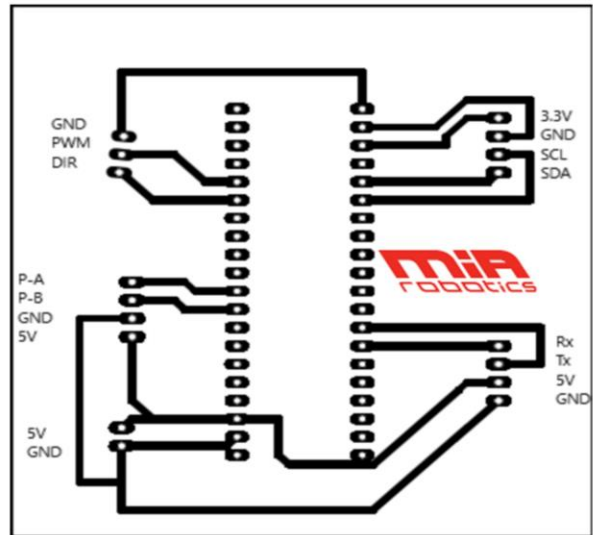 GND
PWM
DIR
3.3V
GND
SCL
SDA
MiA
robotics
P-A
P-B
GND
5V
Rx
Tx
5V
GND
5V
GND